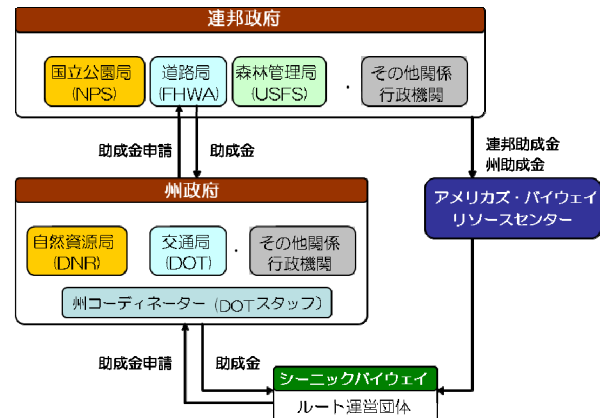 連邦政府
国立公園局
(NPS)
道路局
(FHWA)
森林管理局
(USFS)
・
その他関係
行政機関
助成金申請
助成金
連邦助成金
州助成金
州政府
アメリカズ・バイウェイ
リソースセンター
自然資源局
(DNR)
交通局
(DOT)
・
その他関係
行政機関
州コーディネーター (DOTスタッフ)
助成金申請
助成金
シーニックバイウェイ
ルート運営団体